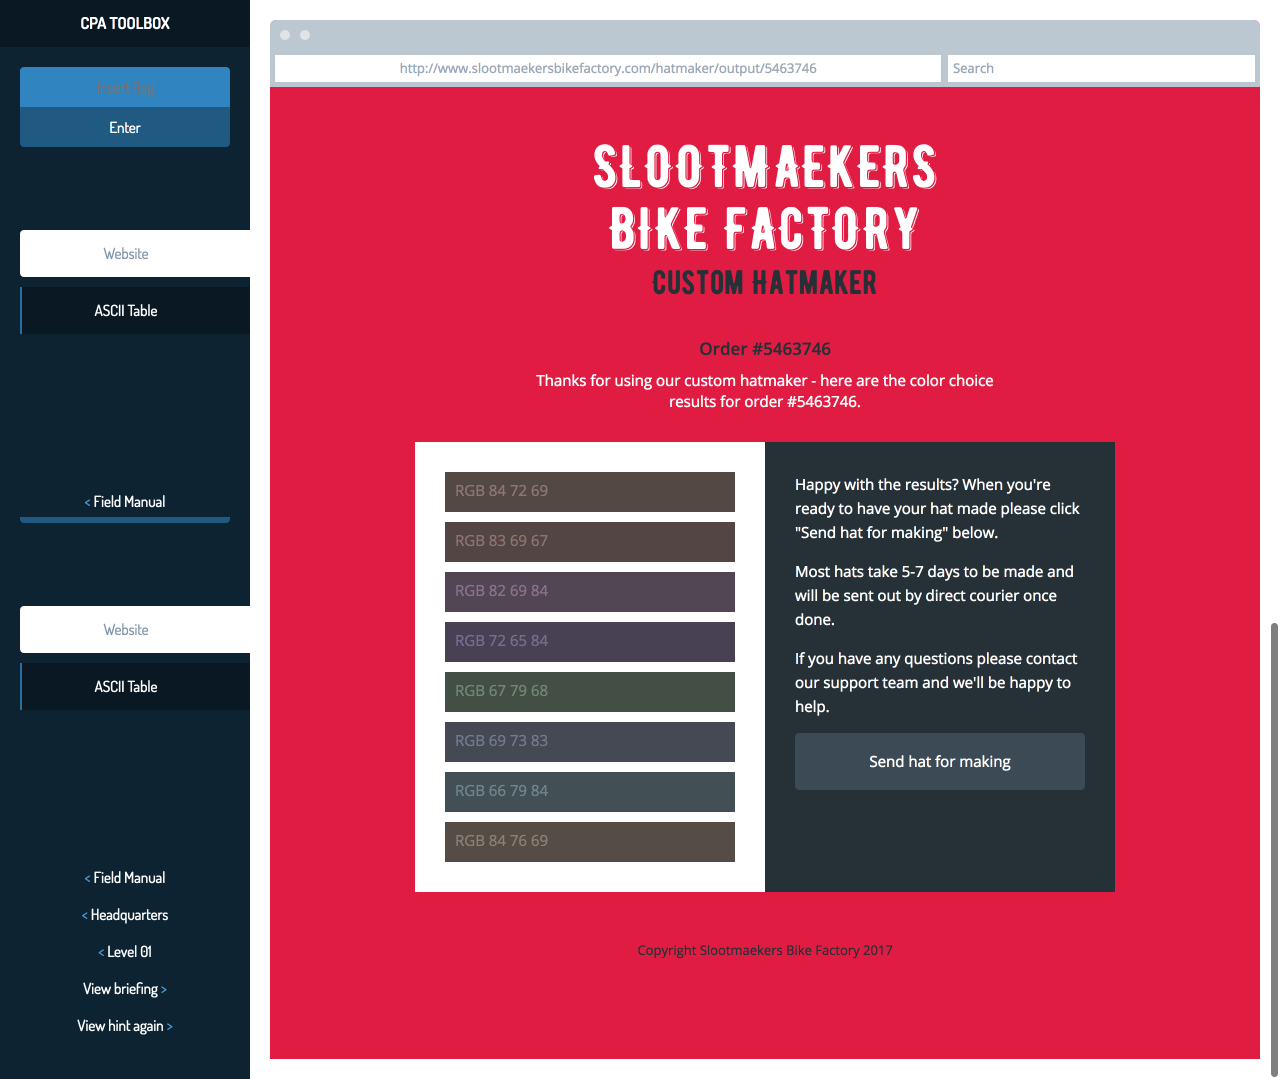 CPA TOOLBOX
Insert Flag
Enter
Website
ASCII Table
< Field Manual
Website
ASCII Table
< Field Manual
< Headquarters
< Level 01
View briefing >
View hint again >
http://www.slootmaekersbikefactory.com/hatmaker/output/5463746
Search
SLOOTMAEKERS
BIKE FACTORY
CUSTOM HATMAKER
Order #5463746
Thanks for using our custom hatmaker - here are the color choice
results for order #5463746.
RGB 84 72 69
RGB 83 69 67
RGB 82 69 84
RGB 72 65 84
RGB 67 79 68
RGB 69 73 83
RGB 66 79 84
RGB 84 76 69
Happy with the results? When you're
ready to have your hat made please click
"Send hat for making" below.
Most hats take 5-7 days to be made and
will be sent out by direct courier once
done.
If you have any questions please contact
our support team and we'll be happy to
help.
Send hat for making
Copyright Slootmaekers Bike Factory 2017